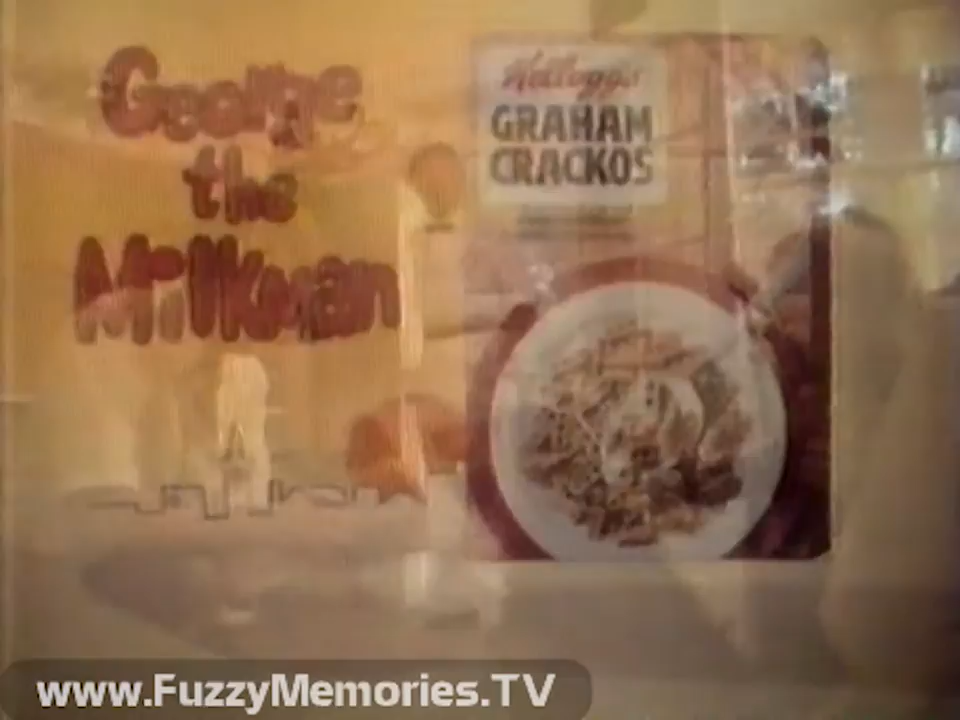 George
the
Milkman
Kellogg's
GRAHAM
CRACKOS
www.FuzzyMemories.TV